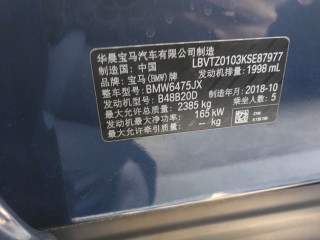 华晨宝马汽车有限公司制造
制造国：中国 LBVTZ0103KSE87977
品牌：宝马(BMW)牌 发动机排量：1998 mL
整车型号：BMW6475JX
发动机型号：B48B20D
最大允许总质量：2385 kg 制造年月：2018-10
发动机最大净功率：165 kW 乘坐人数：5
最大允许牵引质量：-- kg